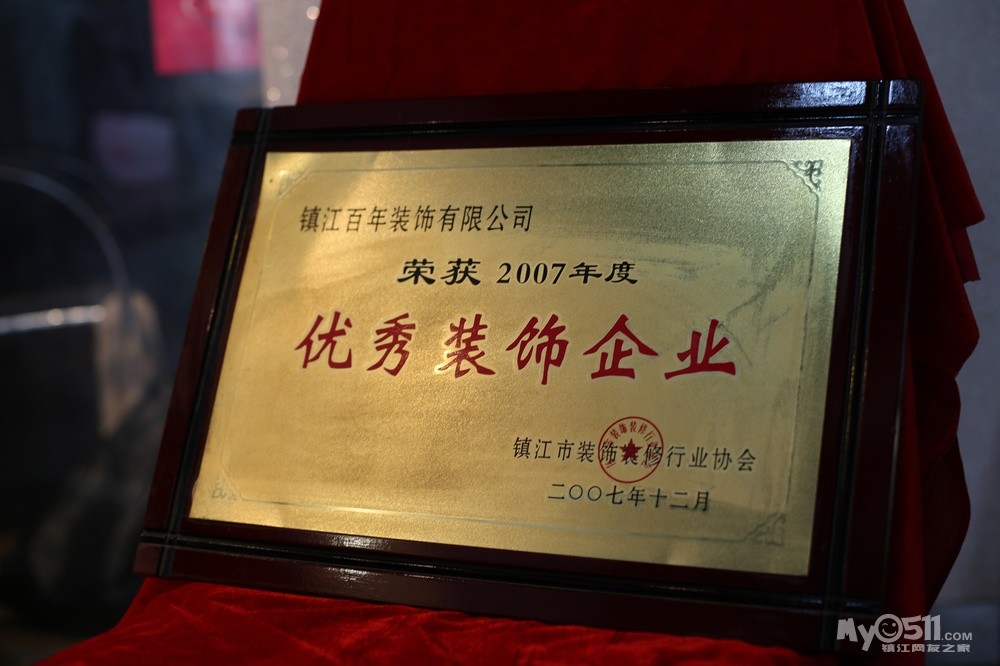 镇江百年装饰有限公司
荣获 2007年度
优秀装饰企业
镇江市装饰装修行业协会
二〇〇七年十二月
My0511.COM
镇江网友之家